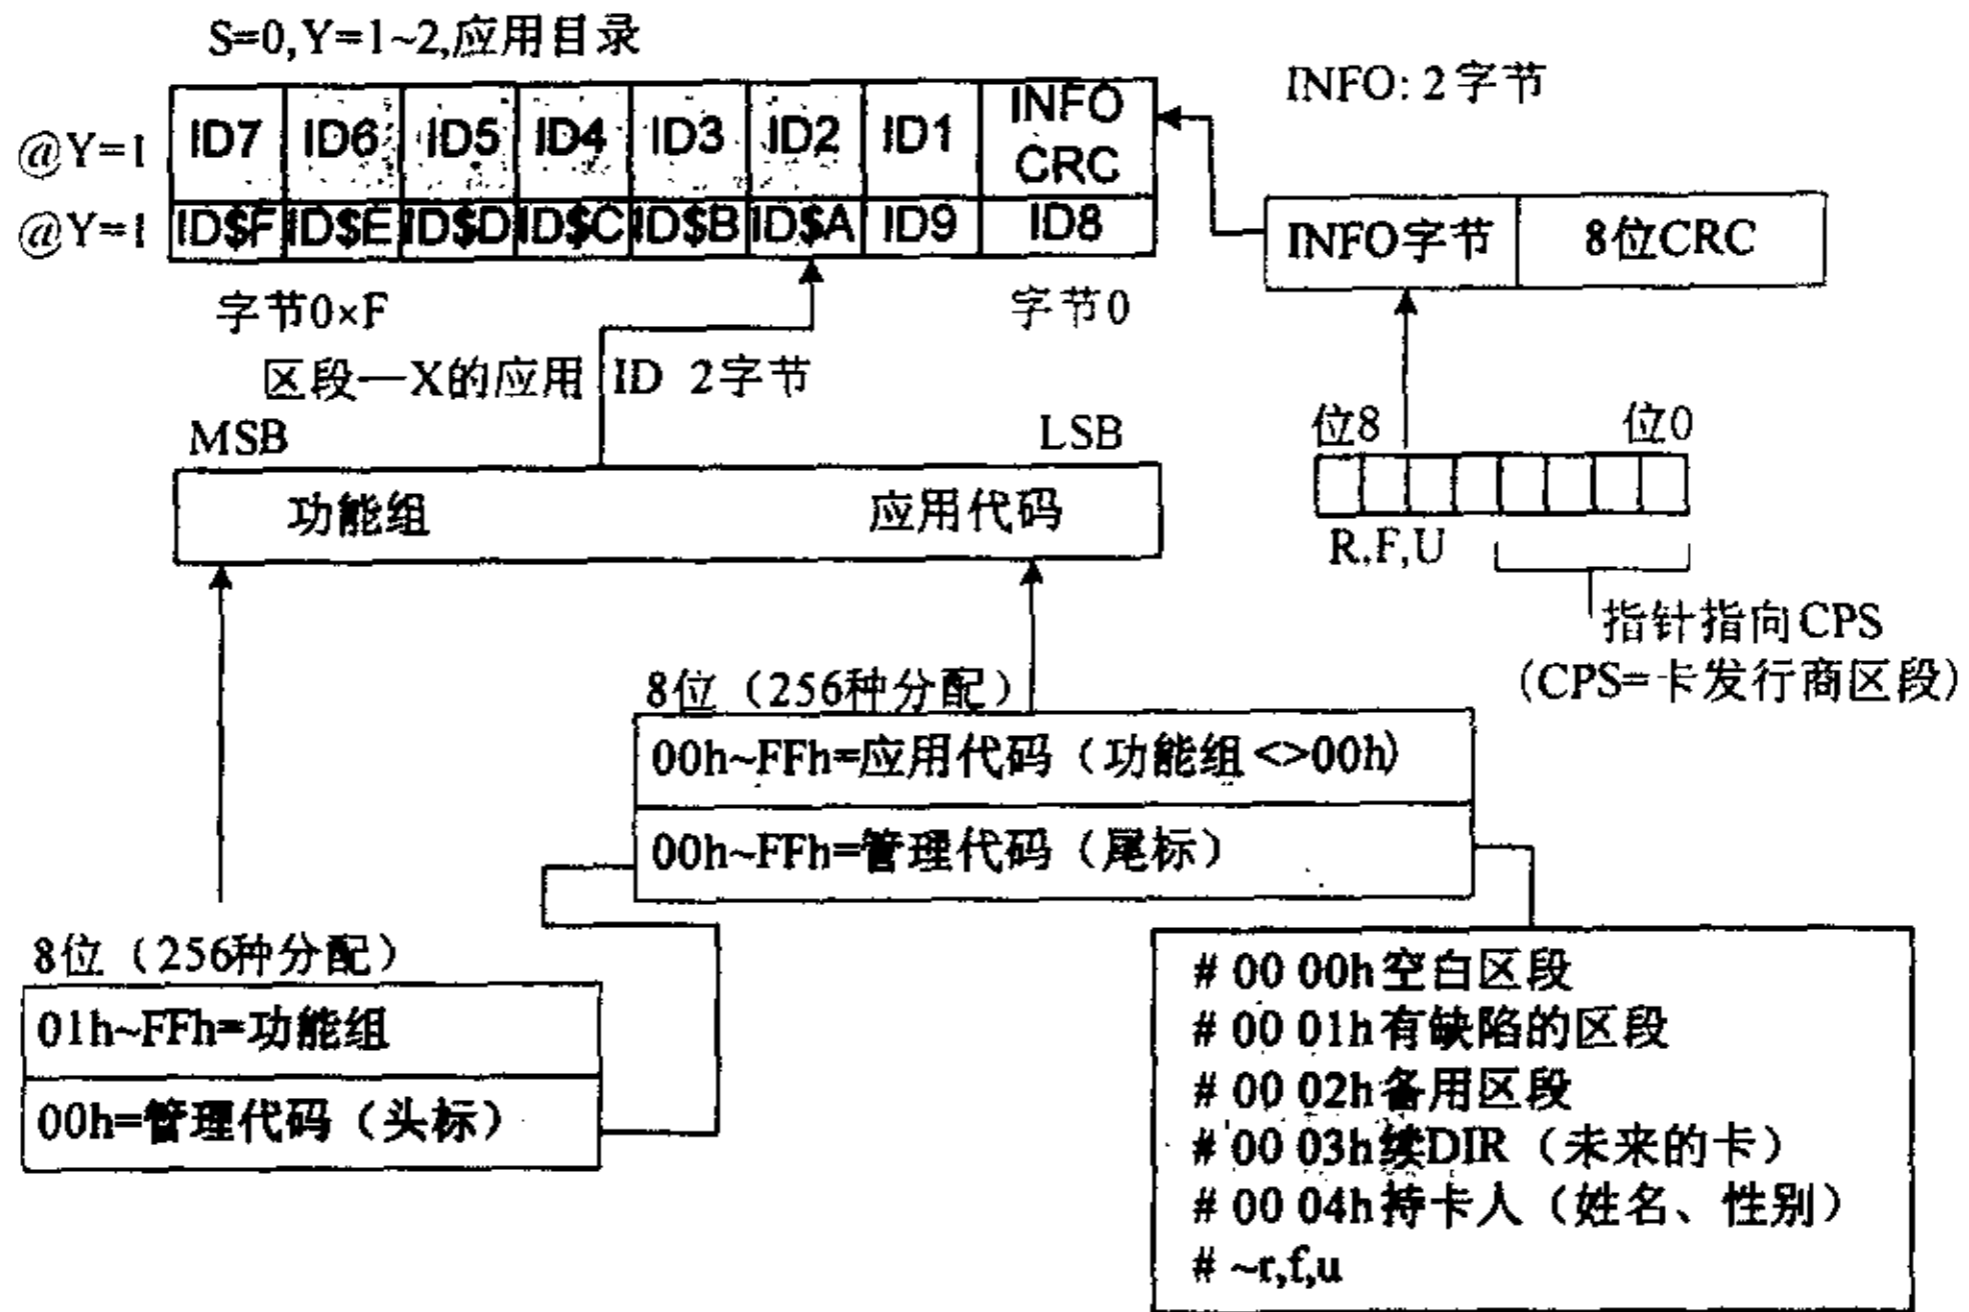 S=0,Y=1~2,应用目录
INFO: 2字节
@Y=1 ID7 ID6 ID5 ID4 ID3 ID2 ID1 INFO CRC
@Y=1 ID$F ID$E ID$D ID$C ID$B ID$A ID9 ID8
INFO字节 8位CRC
字节0×F 字节0
区段—X的应用 ID 2字节
MSB LSB
位8 位0
功能组 应用代码
R,F,U
指针指向CPS
(CPS=卡发行商区段)
8位（256种分配）
00h~FFh=应用代码（功能组<>00h)
00h~FFh=管理代码（尾标）
8位（256种分配）
01h~FFh=功能组
00h=管理代码（头标）
# 00 00h空白区段
# 00 01h有缺陷的区段
# 00 02h备用区段
# 00 03h续DIR（未来的卡）
# 00 04h持卡人（姓名、性别）
# ~r,f,u